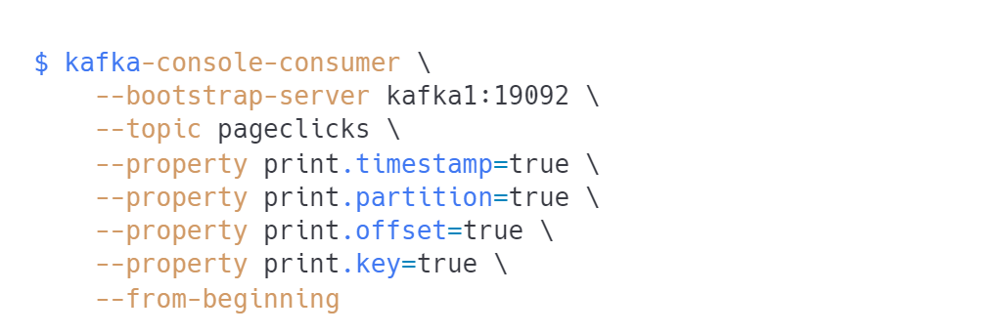 $ kafka-console-consumer \
    --bootstrap-server kafka1:19092 \
    --topic pageclicks \
    --property print.timestamp=true \
    --property print.partition=true \
    --property print.offset=true \
    --property print.key=true \
    --from-beginning